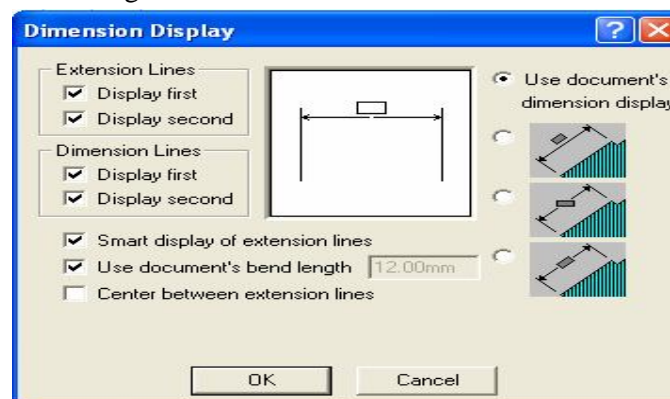 Dimension Display
Extension Lines
Display first
Display second
Dimension Lines
Display first
Display second
Smart display of extension lines
Use document's bend length 12.00mm
Center between extension lines
Use document's
dimension display
OK
Cancel